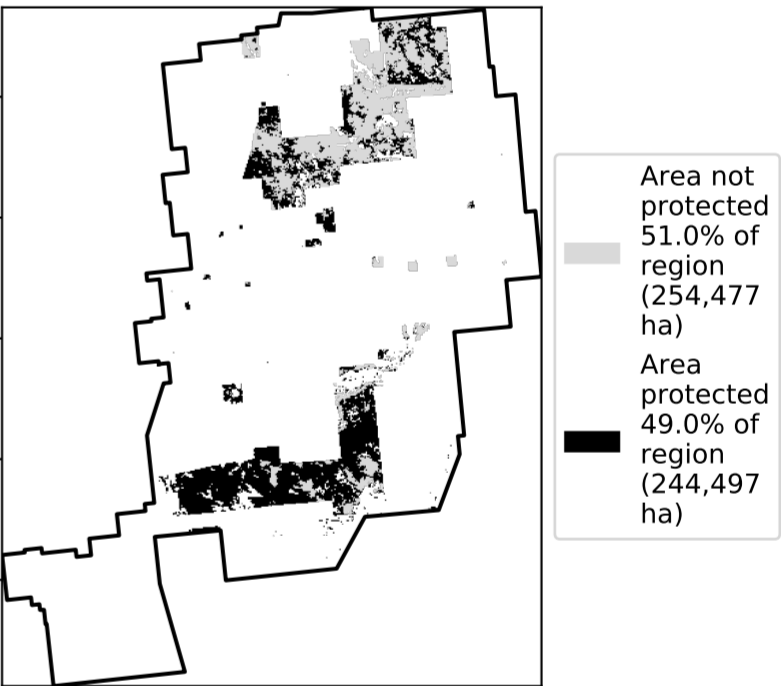 Area not
protected
51.0% of
region
(254,477
ha)
Area
protected
49.0% of
region
(244,497
ha)